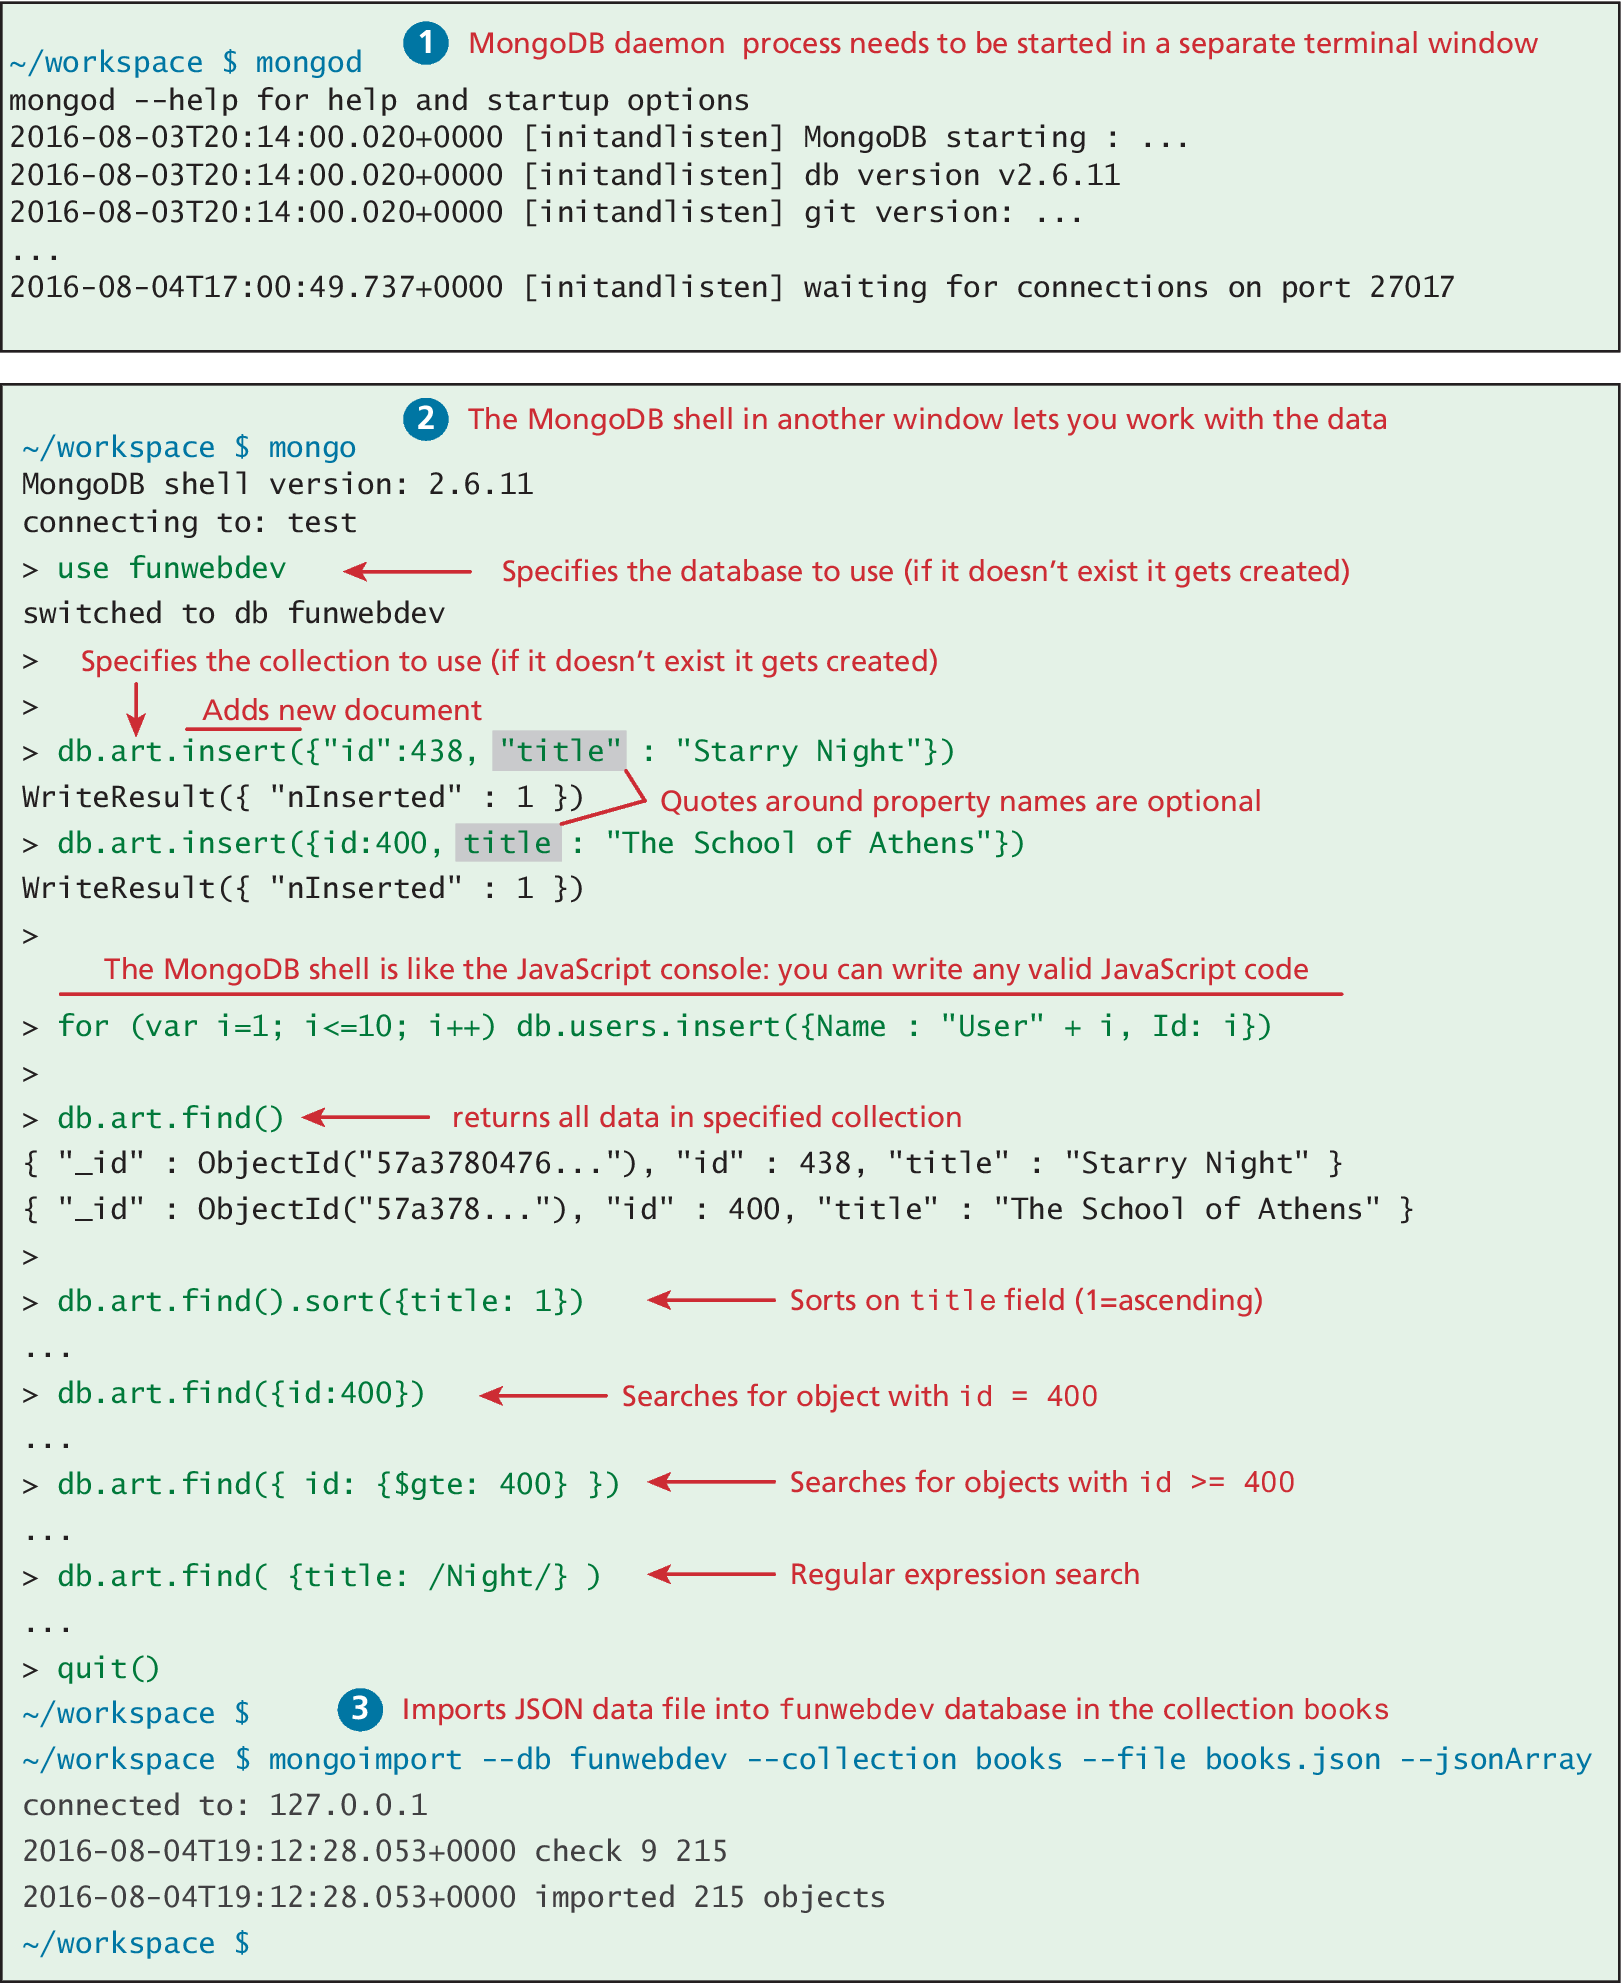 1 MongoDB daemon process needs to be started in a separate terminal window
~/workspace $ mongod
mongod --help for help and startup options
2016-08-03T20:14:00.020+0000 [initandlisten] MongoDB starting : ...
2016-08-03T20:14:00.020+0000 [initandlisten] db version v2.6.11
2016-08-03T20:14:00.020+0000 [initandlisten] git version: ...
...
2016-08-04T17:00:49.737+0000 [initandlisten] waiting for connections on port 27017
2 The MongoDB shell in another window lets you work with the data
~/workspace $ mongo
MongoDB shell version: 2.6.11
connecting to: test
> use funwebdev Specifies the database to use (if it doesn't exist it gets created)
switched to db funwebdev
> Specifies the collection to use (if it doesn't exist it gets created)
> Adds new document
> db.art.insert({"id":438, "title" : "Starry Night"})
WriteResult({ "nInserted" : 1 }) Quotes around property names are optional
> db.art.insert({id:400, title : "The School of Athens"})
WriteResult({ "nInserted" : 1 })
>
The MongoDB shell is like the JavaScript console: you can write any valid JavaScript code
> for (var i=1; i<=10; i++) db.users.insert({Name : "User" + i, Id: i})
>
> db.art.find() returns all data in specified collection
{ "_id" : ObjectId("57a3780476..."), "id" : 438, "title" : "Starry Night" }
{ "_id" : ObjectId("57a378..."), "id" : 400, "title" : "The School of Athens" }
>
> db.art.find().sort({title: 1}) Sorts on title field (1=ascending)
...
> db.art.find({id:400}) Searches for object with id = 400
...
> db.art.find({ id: {$gte: 400} }) Searches for objects with id >= 400
...
> db.art.find( {title: /Night/} ) Regular expression search
...
> quit()
~/workspace $ 3 Imports JSON data file into funwebdev database in the collection books
~/workspace $ mongoimport --db funwebdev --collection books --file books.json --jsonArray
connected to: 127.0.0.1
2016-08-04T19:12:28.053+0000 check 9 215
2016-08-04T19:12:28.053+0000 imported 215 objects
~/workspace $